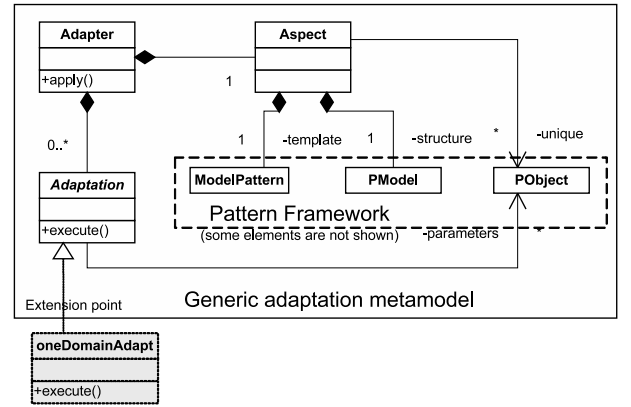 Adapter
Aspect
+apply()
1
0..*
1
-template
1
-structure
*
-unique
Adaptation
ModelPattern
PModel
PObject
Pattern Framework
+execute()
(some elements are not shown)
-parameters
*
Extension point
Generic adaptation metamodel
oneDomainAdapt
+execute()